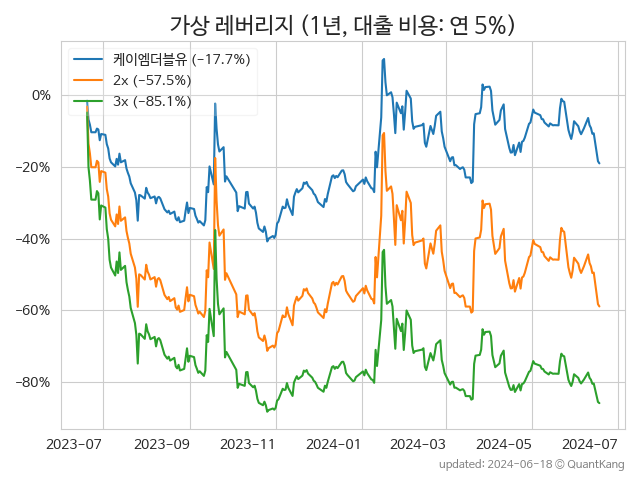 가상 레버리지 (1년, 대출 비용: 연 5%)
케이엠더블유 (−17.7%)
2x (−57.5%)
3x (−85.1%)
0%
−20%
−40%
−60%
−80%
2023-07 2023-09 2023-11 2024-01 2024-03 2024-05 2024-07
updated: 2024-06-18 © QuantKang